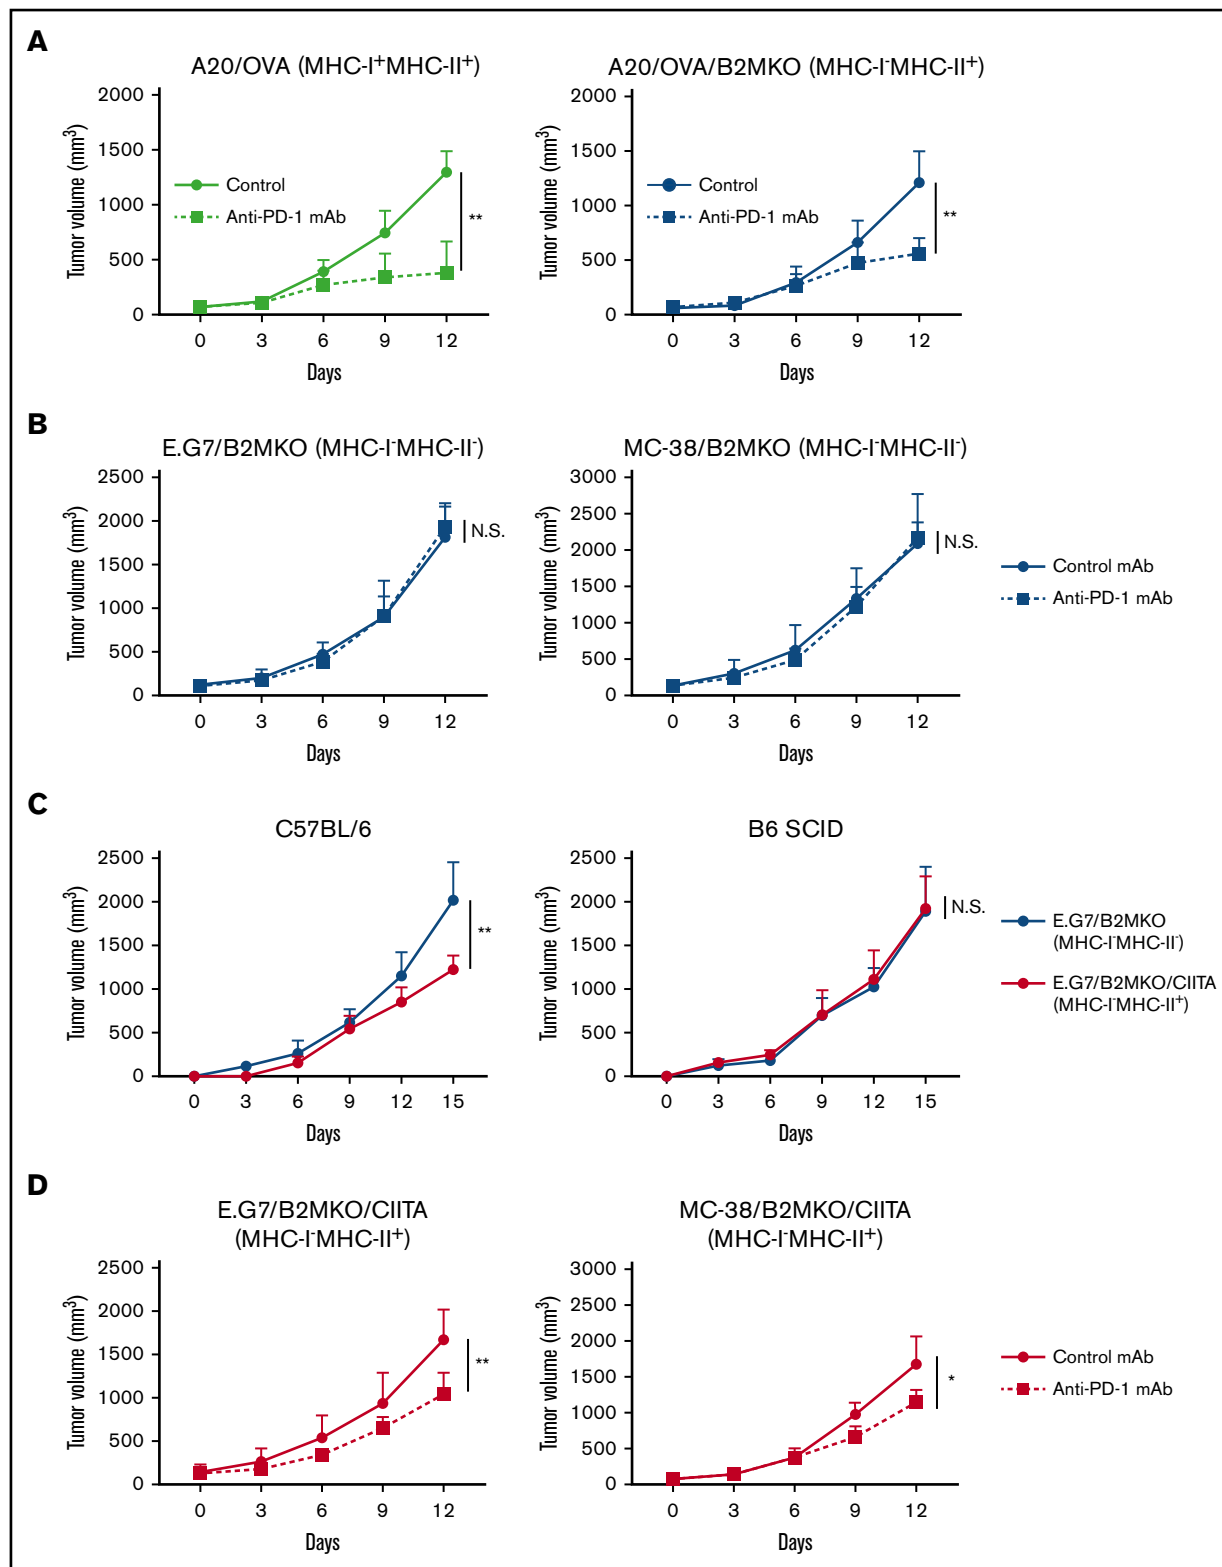 A
A20/OVA (MHC-I⁺MHC-II⁺)
Tumor volume (mm³)
2000
1500
1000
500
0
Control
Anti-PD-1 mAb
**
0 3 6 9 12
Days
A20/OVA/B2MKO (MHC-I⁻MHC-II⁺)
Tumor volume (mm³)
2000
1500
1000
500
0
Control
Anti-PD-1 mAb
**
0 3 6 9 12
Days
B
E.G7/B2MKO (MHC-I⁻MHC-II⁻)
Tumor volume (mm³)
2500
2000
1500
1000
500
0
N.S.
0 3 6 9 12
Days
MC-38/B2MKO (MHC-I⁻MHC-II⁻)
Tumor volume (mm³)
3000
2500
2000
1500
1000
500
0
N.S.
0 3 6 9 12
Days
Control mAb
Anti-PD-1 mAb
C
C57BL/6
Tumor volume (mm³)
2500
2000
1500
1000
500
0
**
0 3 6 9 12 15
Days
B6 SCID
Tumor volume (mm³)
2500
2000
1500
1000
500
0
N.S.
0 3 6 9 12 15
Days
E.G7/B2MKO
(MHC-I⁻MHC-II⁻)
E.G7/B2MKO/CIITA
(MHC-I⁻MHC-II⁺)
D
E.G7/B2MKO/CIITA
(MHC-I⁻MHC-II⁺)
Tumor volume (mm³)
2500
2000
1500
1000
500
0
**
0 3 6 9 12
Days
MC-38/B2MKO/CIITA
(MHC-I⁻MHC-II⁺)
Tumor volume (mm³)
3000
2500
2000
1500
1000
500
0
*
0 3 6 9 12
Days
Control mAb
Anti-PD-1 mAb